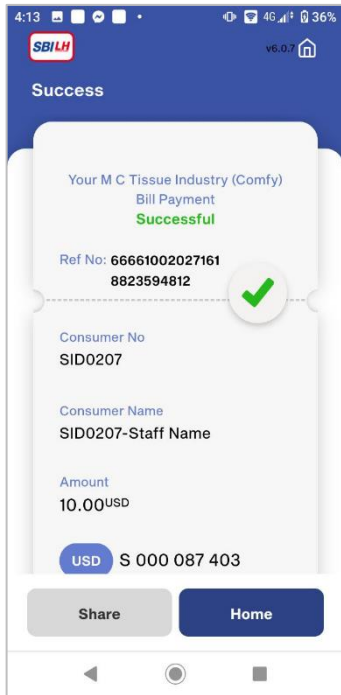 4:13 4G 36%
SBILH
v6.0.7
Success
Your M C Tissue Industry (Comfy)
Bill Payment
Successful
Ref No: 66661002027161
8823594812
Consumer No
SID0207
Consumer Name
SID0207-Staff Name
Amount
10.00USD
USD S 000 087 403
Share Home